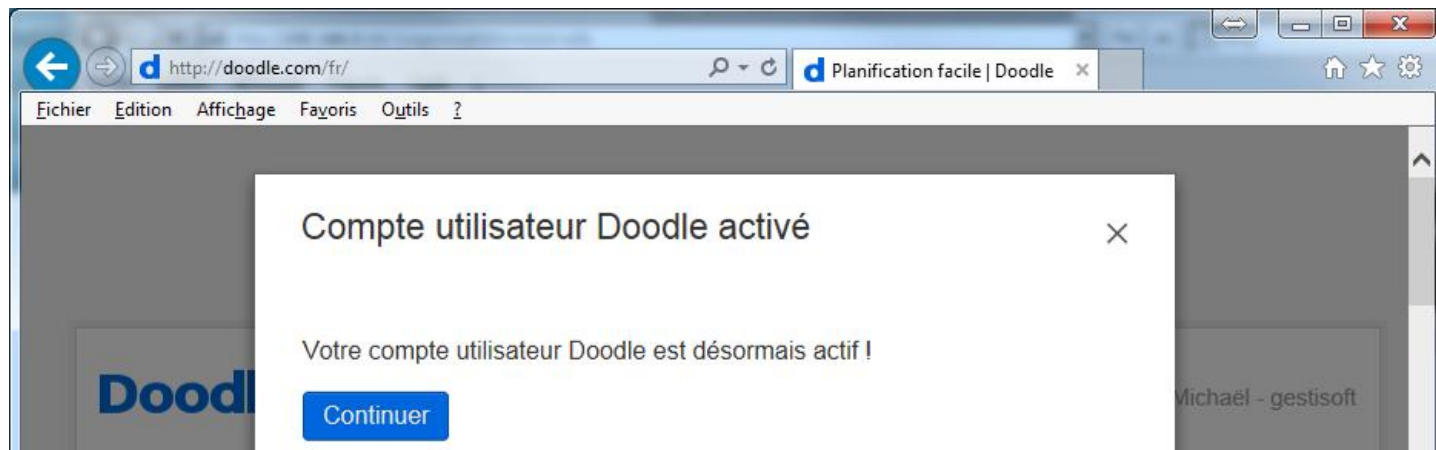 http://doodle.com/fr/
Planification facile | Doodle
Fichier Edition Affichage Favoris Outils ?
Compte utilisateur Doodle activé
Votre compte utilisateur Doodle est désormais actif !
Continuer
Doodl
Michaël - gestisoft